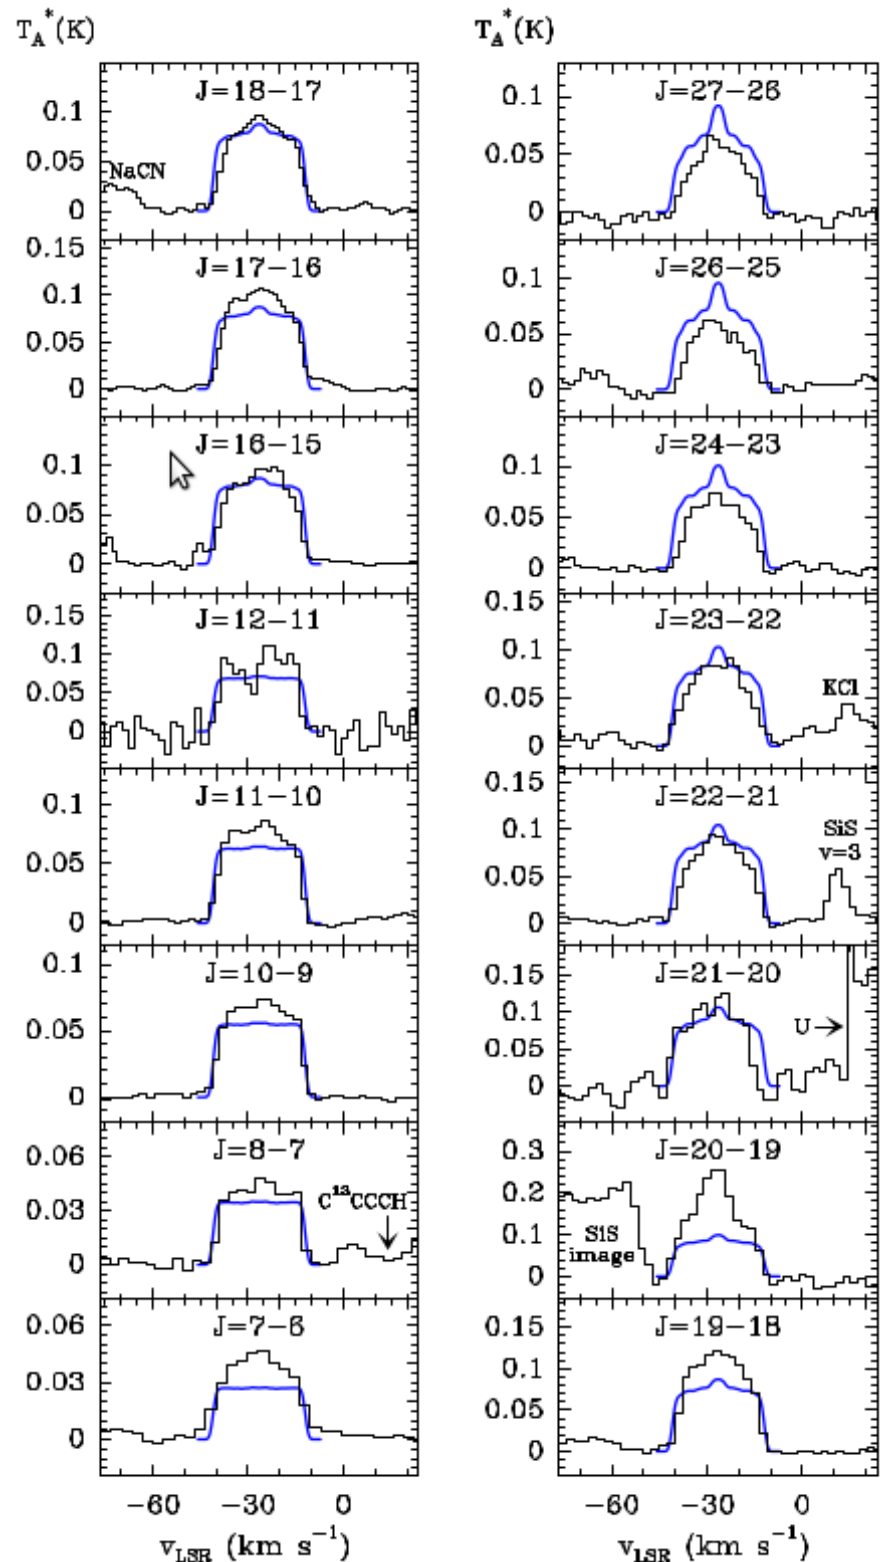 T_A^*(K)
J=18−17
0.1
0.05
0
NaCN
J=17−16
0.15
0.1
0.05
0
J=16−15
0.1
0.05
0
J=12−11
0.15
0.1
0.05
0
J=11−10
0.1
0.05
0
J=10−9
0.1
0.05
0
J=8−7
0.06
0.03
0
C¹³CCCH
J=7−6
0.06
0.03
0
−60 −30 0
v_LSR (km s⁻¹)
T_A^*(K)
J=27−26
0.1
0.05
0
J=26−25
0.1
0.05
0
J=24−23
0.1
0.05
0
J=23−22
0.15
0.1
0.05
0
KCl
J=22−21
0.15
0.1
0.05
0
SiS
v=3
J=21−20
0.15
0.1
0.05
0
U
J=20−19
0.3
0.2
0.1
0
SiS
image
J=19−18
0.15
0.1
0.05
0
−60 −30 0
v_LSR (km s⁻¹)